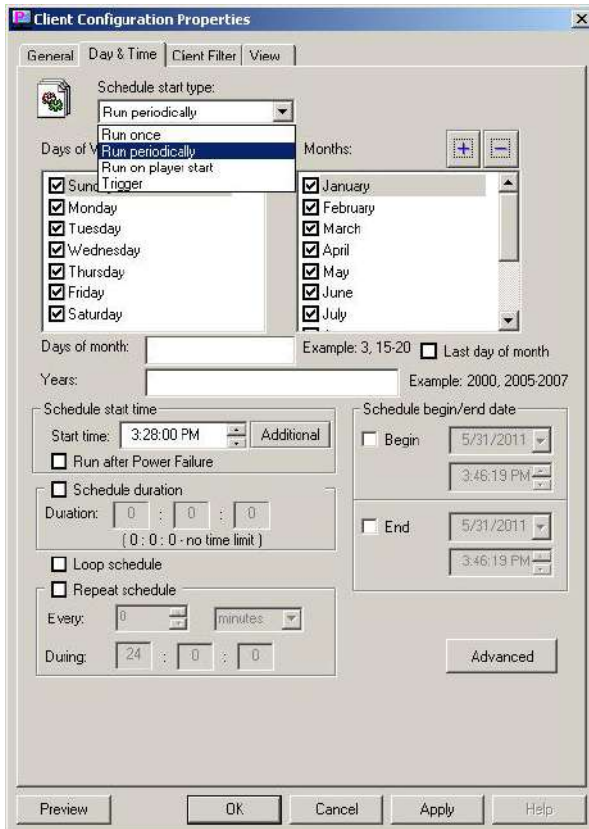 Client Configuration Properties
General Day & Time Client Filter View
Schedule start type:
Run periodically
Run once
Run periodically
Run on player start
Trigger
Days of W
Months:
Sunday
Monday
Tuesday
Wednesday
Thursday
Friday
Saturday
January
February
March
April
May
June
July
Days of month: Example: 3, 15-20 Last day of month
Years: Example: 2000, 2005-2007
Schedule start time
Start time: 3:28:00 PM Additional
Run after Power Failure
Schedule duration
Duration: 0 : 0 : 0
( 0 : 0 : 0 - no time limit )
Loop schedule
Repeat schedule
Every: 0 minutes
During: 24 : 0 : 0
Schedule begin/end date
Begin 5/31/2011
3:46:19 PM
End 5/31/2011
3:46:19 PM
Advanced
Preview OK Cancel Apply Help